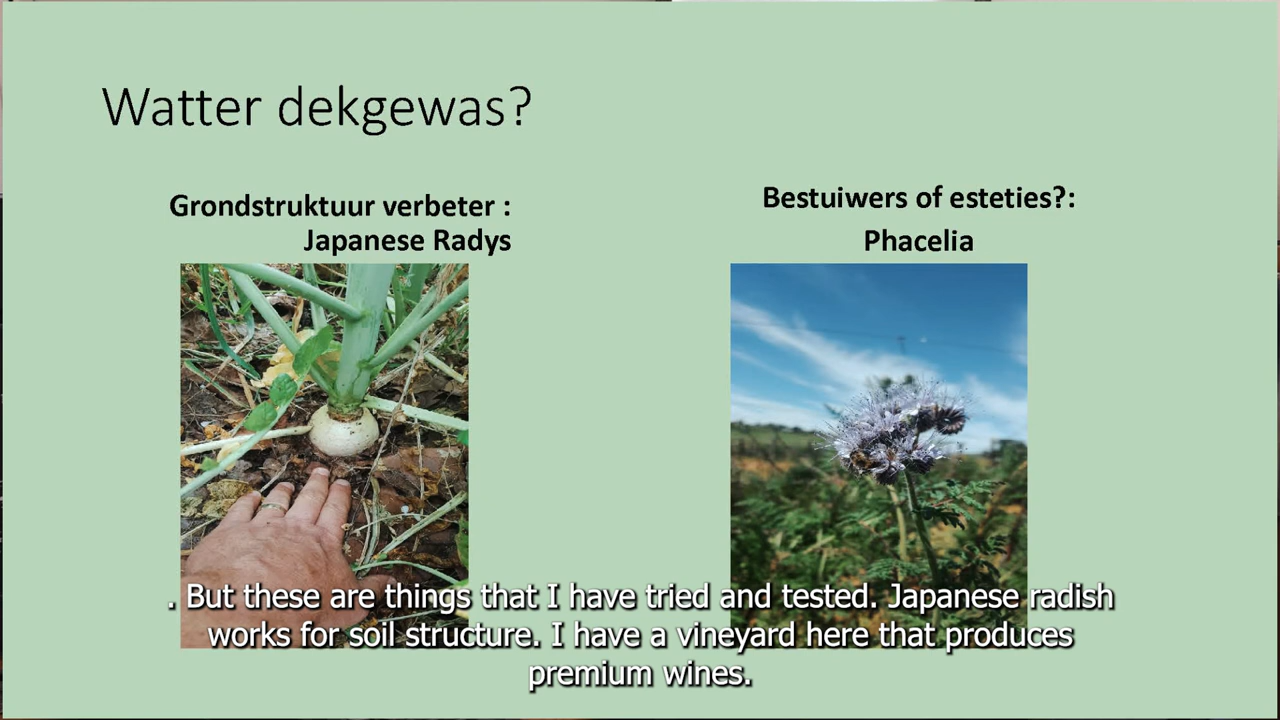 Watter dekgewas?
Grondstruktuur verbeter :
Japanese Radys
Bestuiwers of esteties?:
Phacelia
. But these are things that I have tried and tested. Japanese radish
works for soil structure. I have a vineyard here that produces
premium wines.